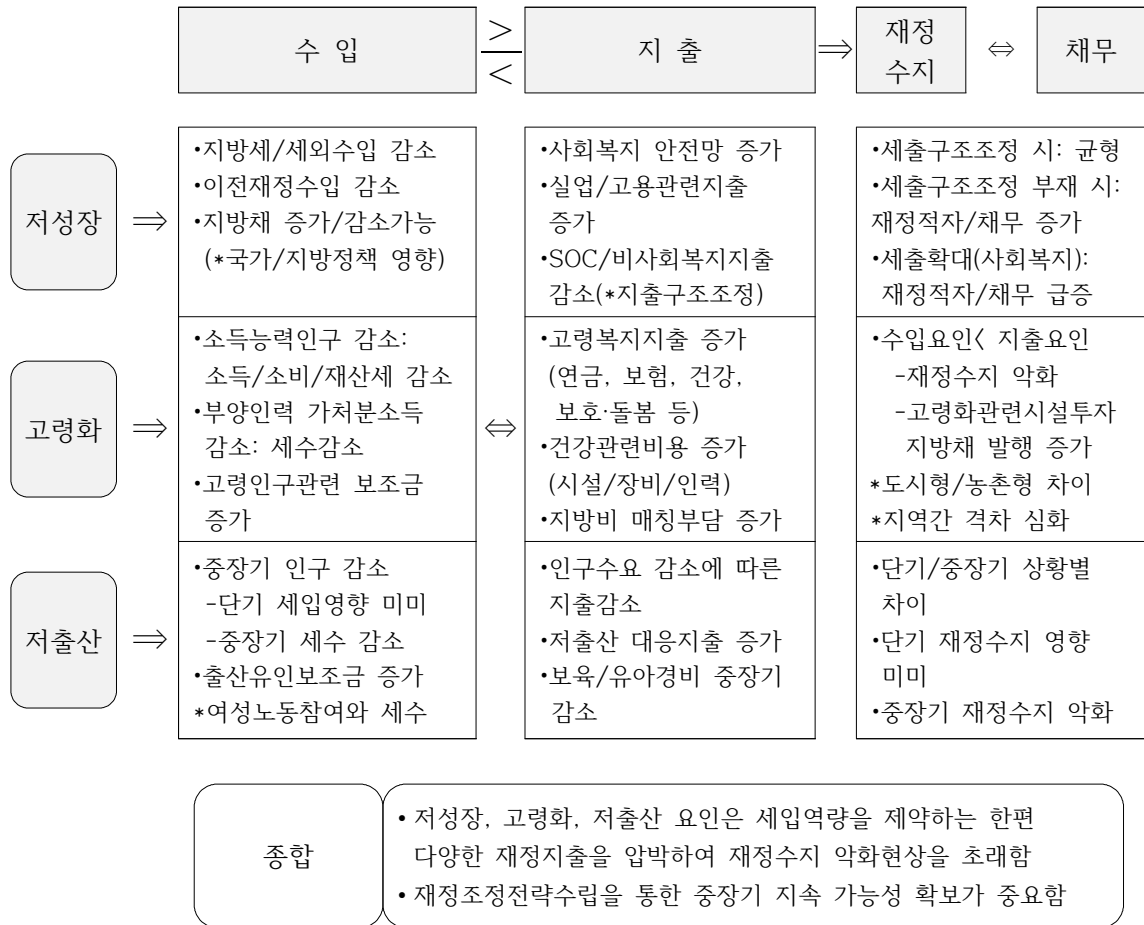 수 입
>
<
지 출
⇒
재정
수지
⇔
채무
저성장
⇒
•지방세/세외수입 감소
•이전재정수입 감소
•지방채 증가/감소가능
(*국가/지방정책 영향)
•사회복지 안전망 증가
•실업/고용관련지출
증가
•SOC/비사회복지지출
감소(*지출구조조정)
•세출구조조정 시: 균형
•세출구조조정 부재 시:
재정적자/채무 증가
•세출확대(사회복지):
재정적자/채무 급증
고령화
⇒
•소득능력인구 감소:
소득/소비/재산세 감소
•부양인력 가처분소득
감소: 세수감소
•고령인구관련 보조금
증가
⇔
•고령복지지출 증가
(연금, 보험, 건강,
보호·돌봄 등)
•건강관련비용 증가
(시설/장비/인력)
•지방비 매칭부담 증가
•수입요인< 지출요인
-재정수지 악화
-고령화관련시설투자
지방채 발행 증가
*도시형/농촌형 차이
*지역간 격차 심화
저출산
⇒
•중장기 인구 감소
-단기 세입영향 미미
-중장기 세수 감소
•출산유인보조금 증가
*여성노동참여와 세수
•인구수요 감소에 따른
지출감소
•저출산 대응지출 증가
•보육/유아경비 중장기
감소
•단기/중장기 상황별
차이
•단기 재정수지 영향
미미
•중장기 재정수지 악화
종합
• 저성장, 고령화, 저출산 요인은 세입역량을 제약하는 한편
다양한 재정지출을 압박하여 재정수지 악화현상을 초래함
• 재정조정전략수립을 통한 중장기 지속 가능성 확보가 중요함